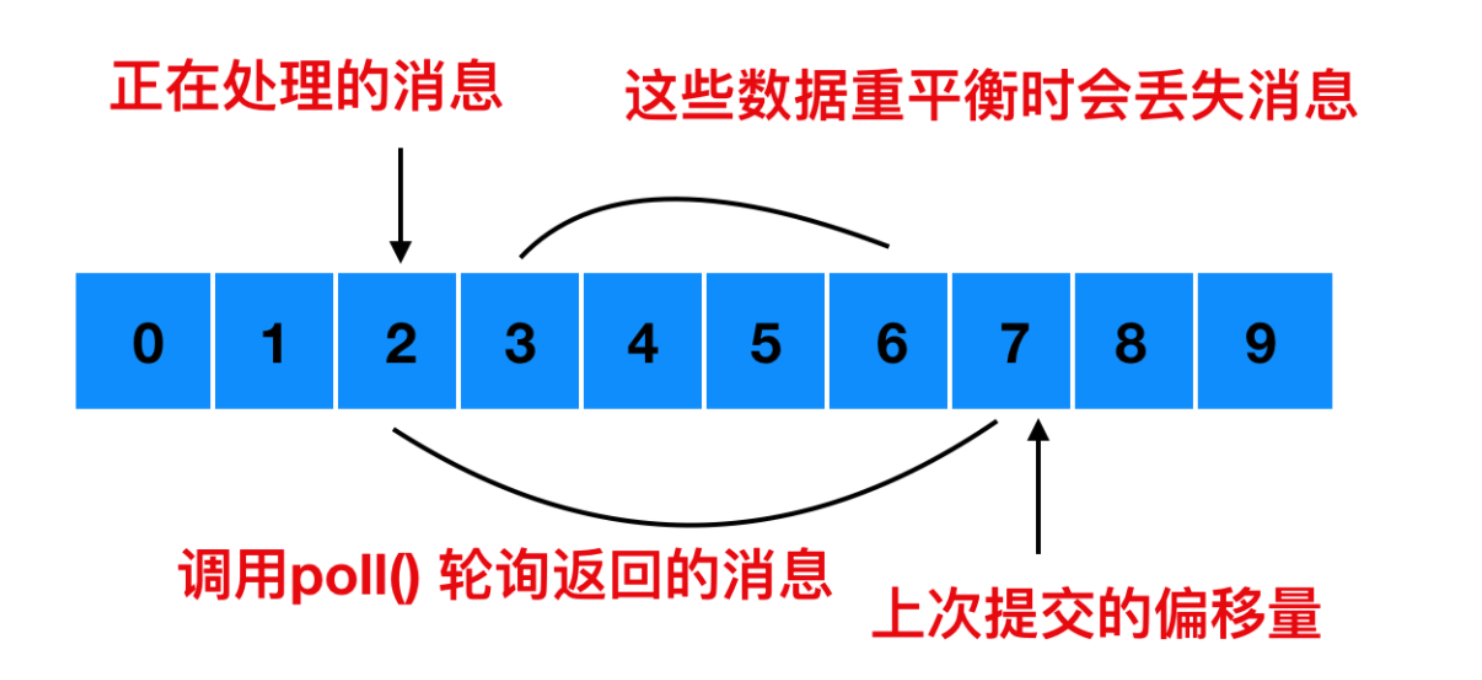 正在处理的消息
这些数据重平衡时会丢失消息
0 1 2 3 4 5 6 7 8 9
调用poll() 轮询返回的消息
上次提交的偏移量